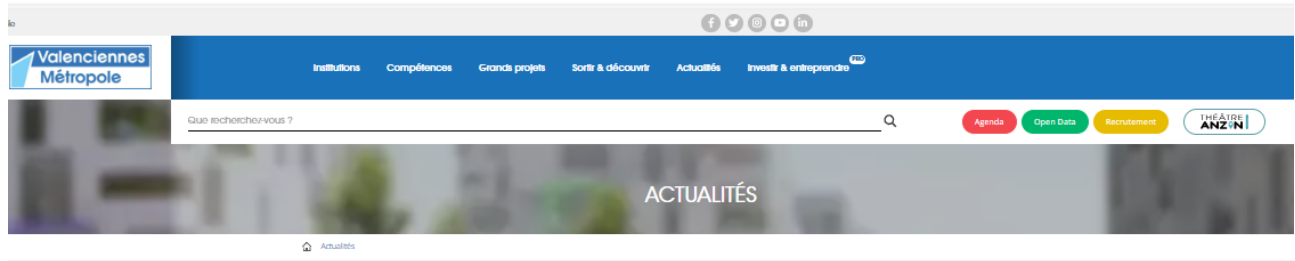 Valenciennes
Métropole
Institutions Compétences Grands projets Sortir & découvrir Actualités Investir & entreprendre PRO
Que recherchez-vous ?
Agenda Open Data Recrutement THÉÂTRE
ANZIN
ACTUALITÉS
Actualités